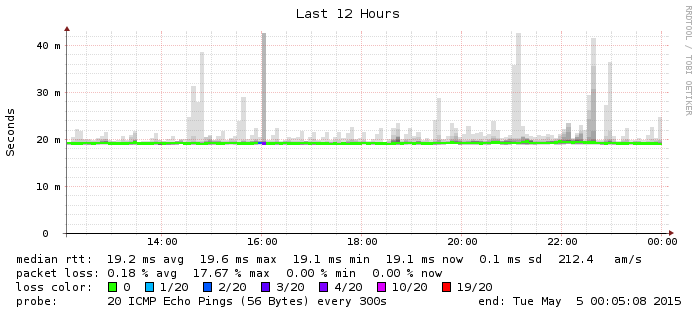 Last 12 Hours
RRDTOOL / TOBI OETIKER
Seconds
40 m
30 m
20 m
10 m
0
14:00 16:00 18:00 20:00 22:00 00:00
median rtt: 19.2 ms avg 19.6 ms max 19.1 ms min 19.1 ms now 0.1 ms sd 212.4 am/s
packet loss: 0.18 % avg 17.67 % max 0.00 % min 0.00 % now
loss color: 0 1/20 2/20 3/20 4/20 10/20 19/20
probe: 20 ICMP Echo Pings (56 Bytes) every 300s end: Tue May 5 00:05:08 2015